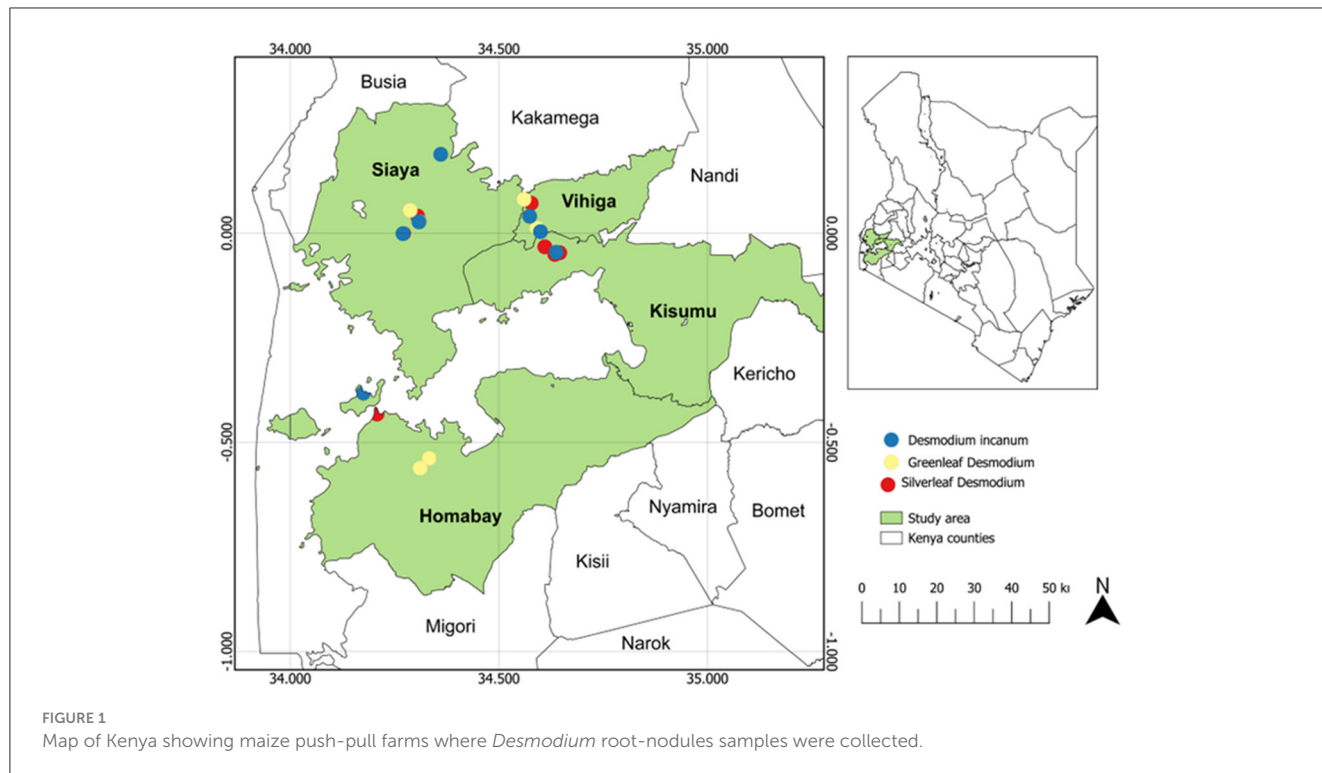 34.000 34.500 35.000
Busia
Kakamega
Siaya
Vihiga
Nandi
0.000 0.000
Kisumu
Kericho
-0.500 -0.500
Homabay
Nyamira
Bomet
Kisii
Migori
Narok
-1.000 -1.000
34.000 34.500 35.000
Desmodium incanum
Greenleaf Desmodium
Silverleaf Desmodium
Study area
Kenya counties
0 10 20 30 40 50 ki
N
FIGURE 1
Map of Kenya showing maize push-pull farms where Desmodium root-nodules samples were collected.